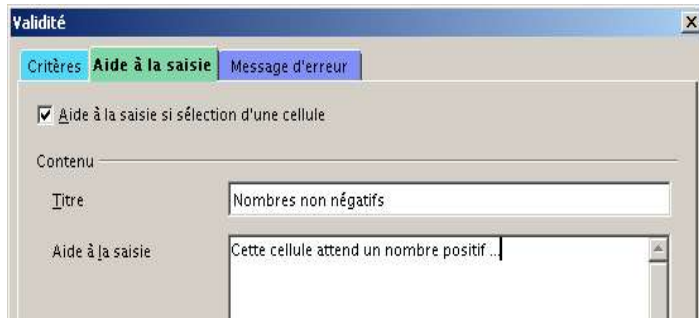 Validité
Critères Aide à la saisie Message d'erreur
Aide à la saisie si sélection d'une cellule
Contenu
Titre Nombres non négatifs
Aide à la saisie Cette cellule attend un nombre positif ...